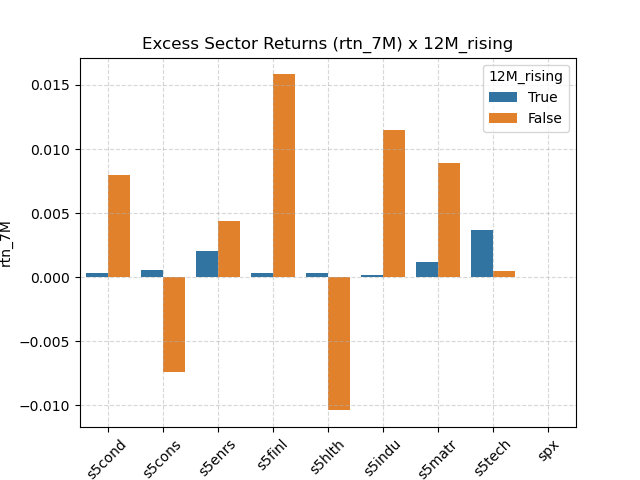 Excess Sector Returns (rtn_7M) x 12M_rising
12M_rising
True
False
rtn_7M
0.015
0.010
0.005
0.000
−0.005
−0.010
s5cond
s5cons
s5enrs
s5finl
s5hlth
s5indu
s5matr
s5tech
spx